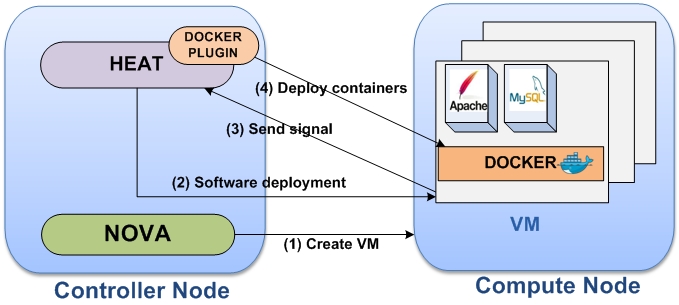 DOCKER
PLUGIN
HEAT
(4) Deploy containers
Apache
MySQL
(3) Send signal
DOCKER
(2) Software deployment
NOVA
VM
(1) Create VM
Controller Node
Compute Node